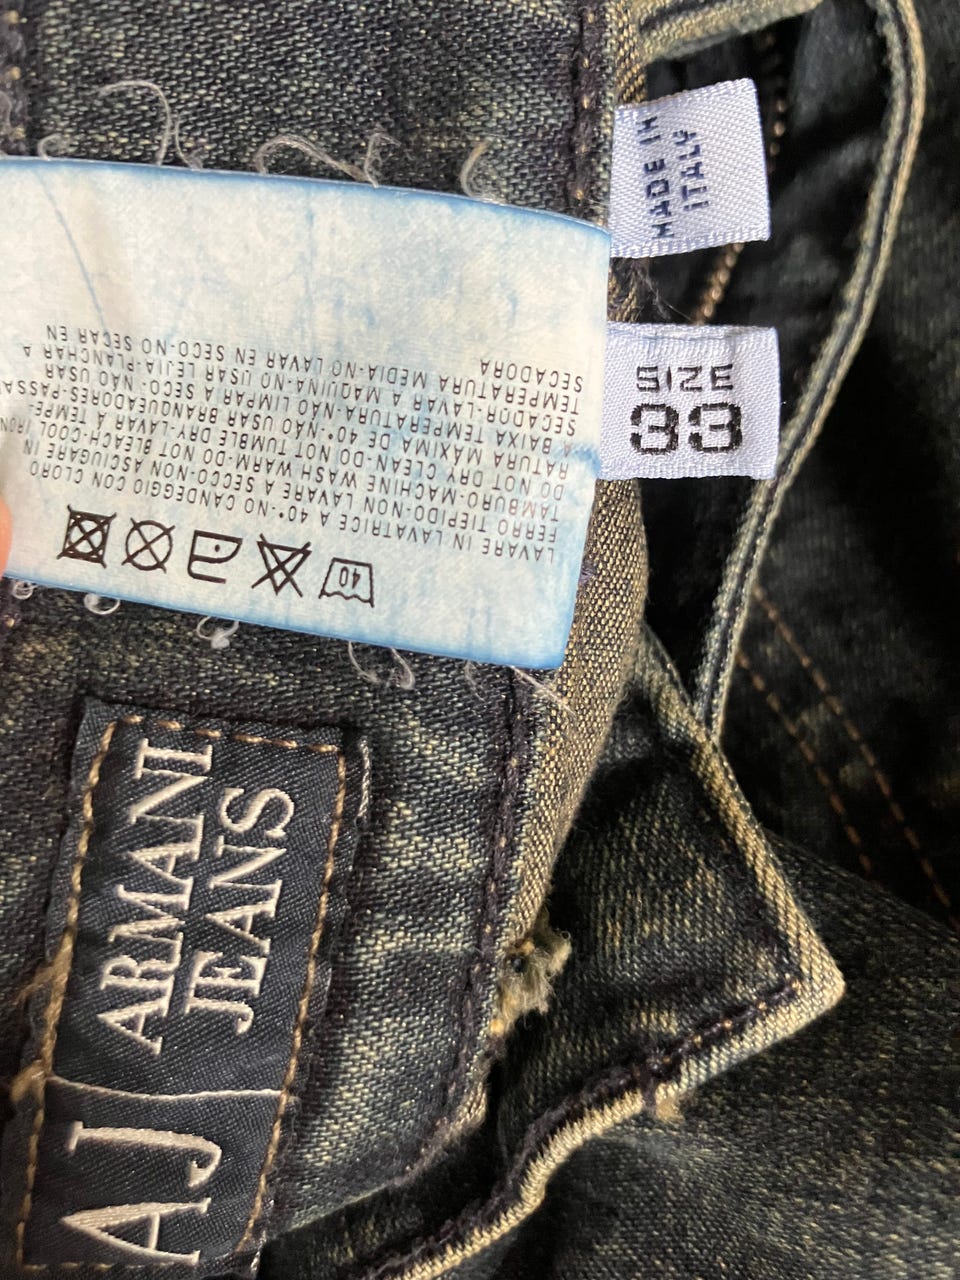 MADE IN
ITALY
SIZE
33
40
LAVARE IN LAVATRICE A 40°-NO CANDEGGIO CON CLORO
FERRO TIEPIDO-NON LAVARE A SECCO-NON ASCIUGARE IN
TAMBURO-MACHINE WASH WARM-DO NOT BLEACH-COOL IRON
DO NOT DRY CLEAN-DO NOT TUMBLE DRY-LAVAR À TEMPE-
RATURA MÁXIMA DE 40°-NÃO USAR BRANQUEADORES-PASSA
A BAIXA TEMPERATURA-NÃO LIMPAR A SECO-NÃO USAR
SECADOR-LAVAR A MAQUINA-NO USAR LEJIA-PLANCHAR A
TEMPERATURA MEDIA-NO LAVAR EN SECO-NO SECAR EN
SECADORA
AJ
ARMANI
JEANS